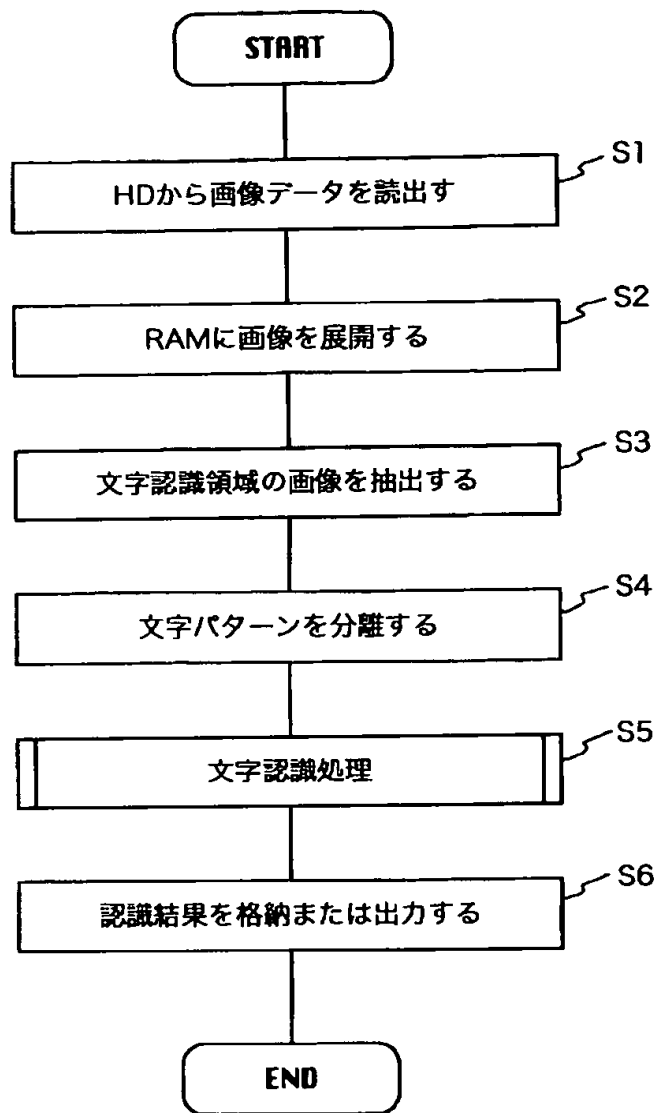 START
S1
HDから画像データを読出す
S2
RAMに画像を展開する
S3
文字認識領域の画像を抽出する
S4
文字パターンを分離する
S5
文字認識処理
S6
認識結果を格納または出力する
END